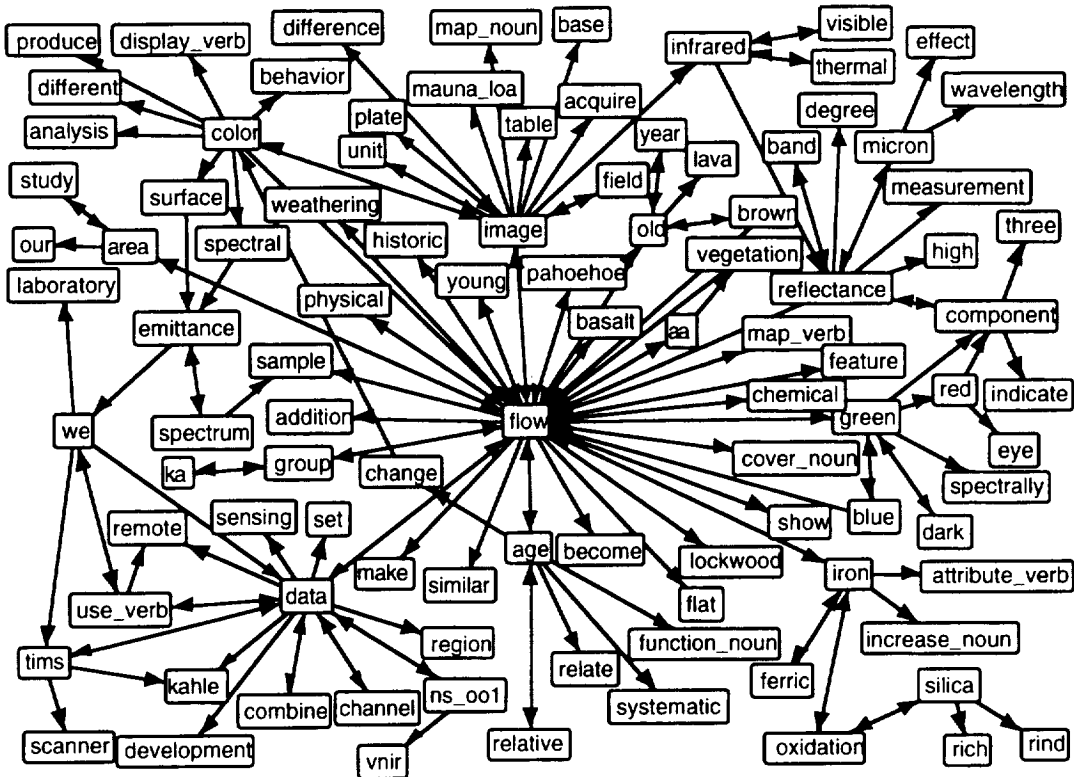 difference
map_noun
base
visible
produce
display_verb
infrared
effect
thermal
different
behavior
mauna_loa
acquire
wavelength
plate
table
degree
analysis
color
year
band
micron
unit
lava
study
field
measurement
surface
weathering
brown
three
our
area
spectral
historic
image
old
vegetation
high
laboratory
young
pahoehoe
reflectance
physical
component
emittance
basalt
aa
map_verb
sample
feature
red
indicate
addition
chemical
we
spectrum
flow
green
eye
ka
group
change
cover_noun
spectrally
remote
sensing
set
show
blue
dark
age
become
lockwood
make
similar
iron
attribute_verb
use_verb
data
flat
region
function_noun
increase_noun
tims
relate
kahle
ns_oo1
ferric
silica
combine
channel
systematic
scanner
development
relative
oxidation
rich
rind
vnir